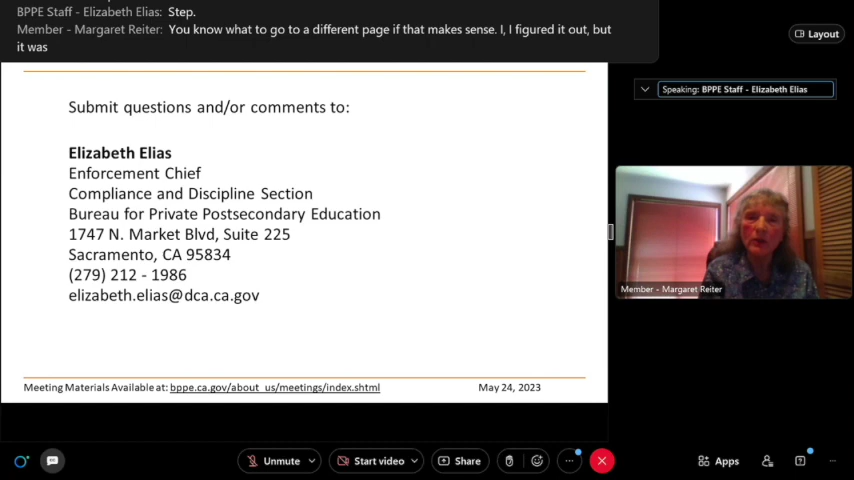 BPPE Staff - Elizabeth Elias: Step.
Member - Margaret Reiter: You know what to go to a different page if that makes sense. I, I figured it out, but
it was
Layout
Speaking: BPPE Staff - Elizabeth Elias
Submit questions and/or comments to:
Elizabeth Elias
Enforcement Chief
Compliance and Discipline Section
Bureau for Private Postsecondary Education
1747 N. Market Blvd, Suite 225
Sacramento, CA 95834
(279) 212 - 1986
elizabeth.elias@dca.ca.gov
Member - Margaret Reiter
Meeting Materials Available at: bppe.ca.gov/about_us/meetings/index.shtml
May 24, 2023
Unmute
Start video
Share
Apps